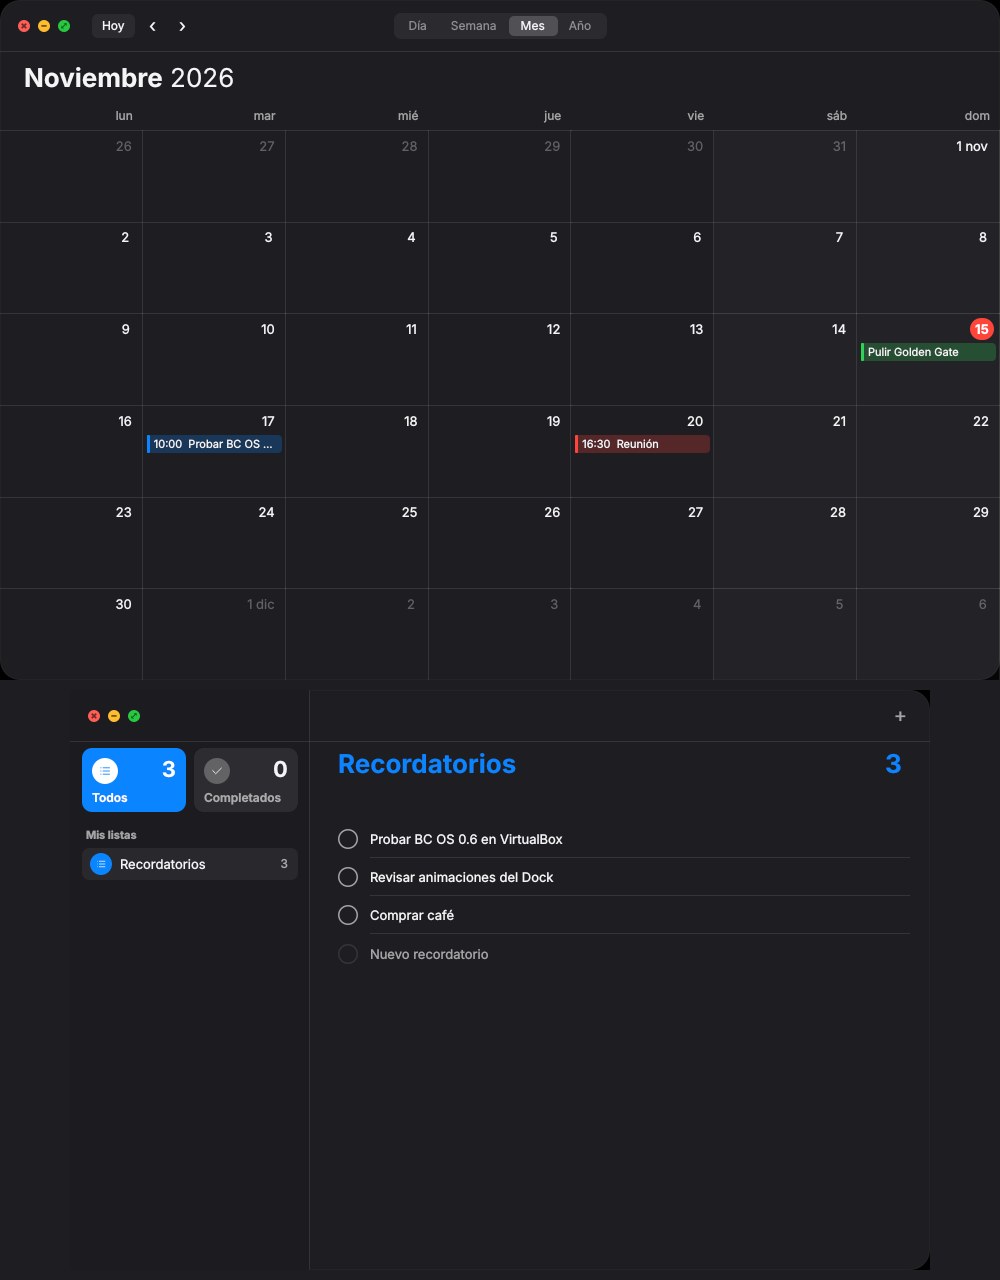 Hoy ‹ › Día Semana Mes Año
Noviembre 2026
lun mar mié jue vie sáb dom
26 27 28 29 30 31 1 nov
2 3 4 5 6 7 8
9 10 11 12 13 14 15
Pulir Golden Gate
16 17 18 19 20 21 22
10:00 Probar BC OS ... 16:30 Reunión
23 24 25 26 27 28 29
30 1 dic 2 3 4 5 6
+
3 0
Todos Completados
Recordatorios 3
Mis listas
Recordatorios 3
Probar BC OS 0.6 en VirtualBox
Revisar animaciones del Dock
Comprar café
Nuevo recordatorio